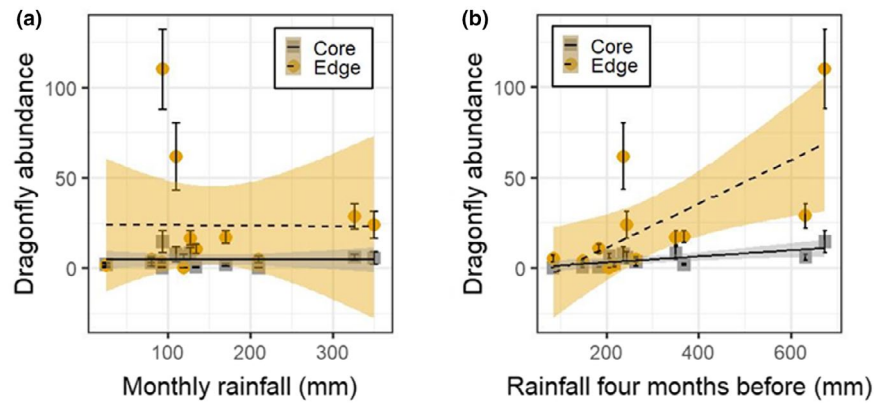 (a)
Dragonfly abundance
100
50
0
Core
Edge
100 200 300
Monthly rainfall (mm)
(b)
Dragonfly abundance
100
50
0
Core
Edge
200 400 600
Rainfall four months before (mm)